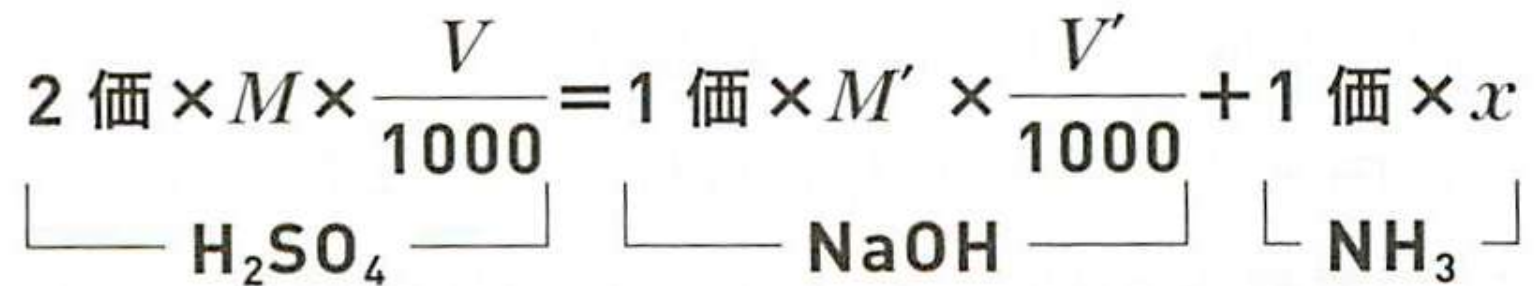 2 価 × M × V/1000 = 1 価 × M′ × V′/1000 + 1 価 × x
H₂SO₄ NaOH NH₃